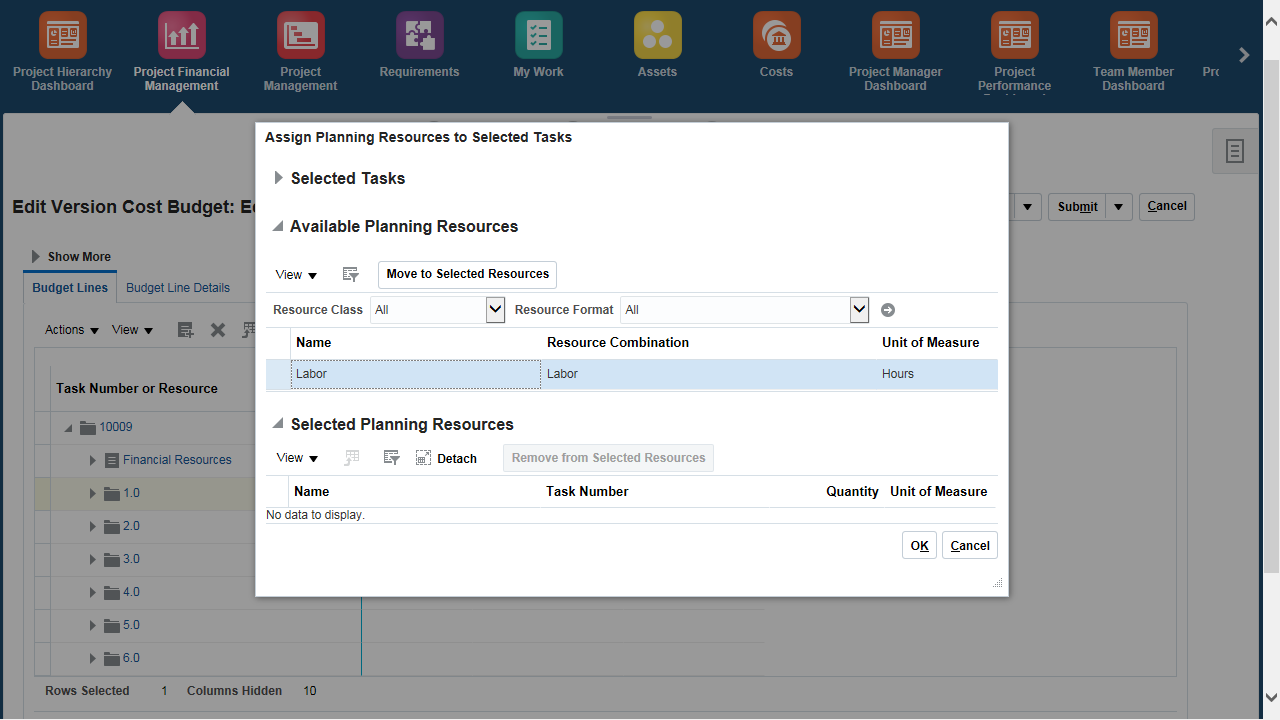 Project Hierarchy
Dashboard
Project Financial
Management
Project
Management
Requirements
My Work
Assets
Costs
Project Manager
Dashboard
Project
Performance
Team Member
Dashboard
Assign Planning Resources to Selected Tasks
Selected Tasks
Edit Version Cost Budget:
Submit
Cancel
Available Planning Resources
Show More
View
Move to Selected Resources
Budget Lines
Budget Line Details
Resource Class
All
Resource Format
All
Actions
View
Name
Resource Combination
Unit of Measure
Labor
Labor
Hours
Task Number or Resource
Selected Planning Resources
10009
View
Detach
Remove from Selected Resources
Financial Resources
Name
Task Number
Quantity
Unit of Measure
1.0
No data to display.
2.0
OK
Cancel
3.0
4.0
5.0
6.0
Rows Selected 1 Columns Hidden 10